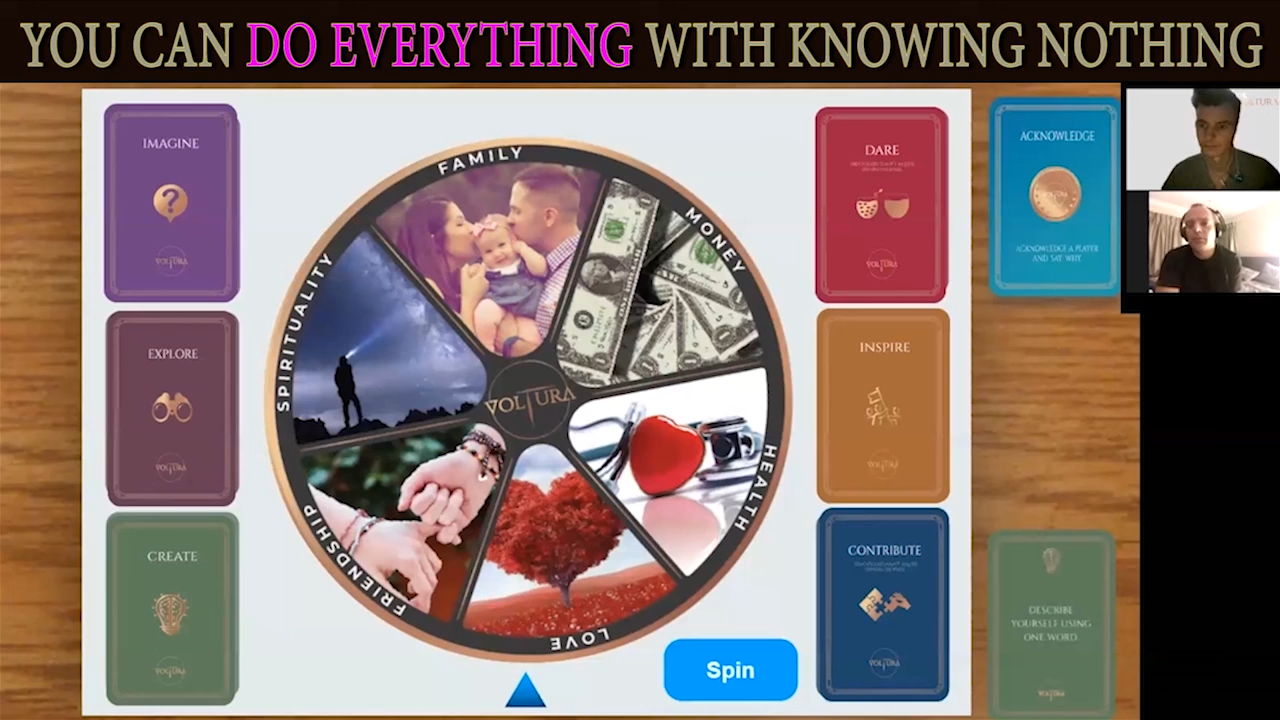 YOU CAN DO EVERYTHING WITH KNOWING NOTHING
IMAGINE
?
VOLTURA
EXPLORE
VOLTURA
CREATE
VOLTURA
FAMILY
MONEY
HEALTH
LOVE
FRIENDSHIP
SPIRITUALITY
VOLTURA
Spin
DARE
VOLTURA
INSPIRE
VOLTURA
CONTRIBUTE
VOLTURA
ACKNOWLEDGE
VOLTURA
ACKNOWLEDGE A PLAYER
AND SAY WHY.
DESCRIBE
YOURSELF USING
ONE WORD.
VOLTURA